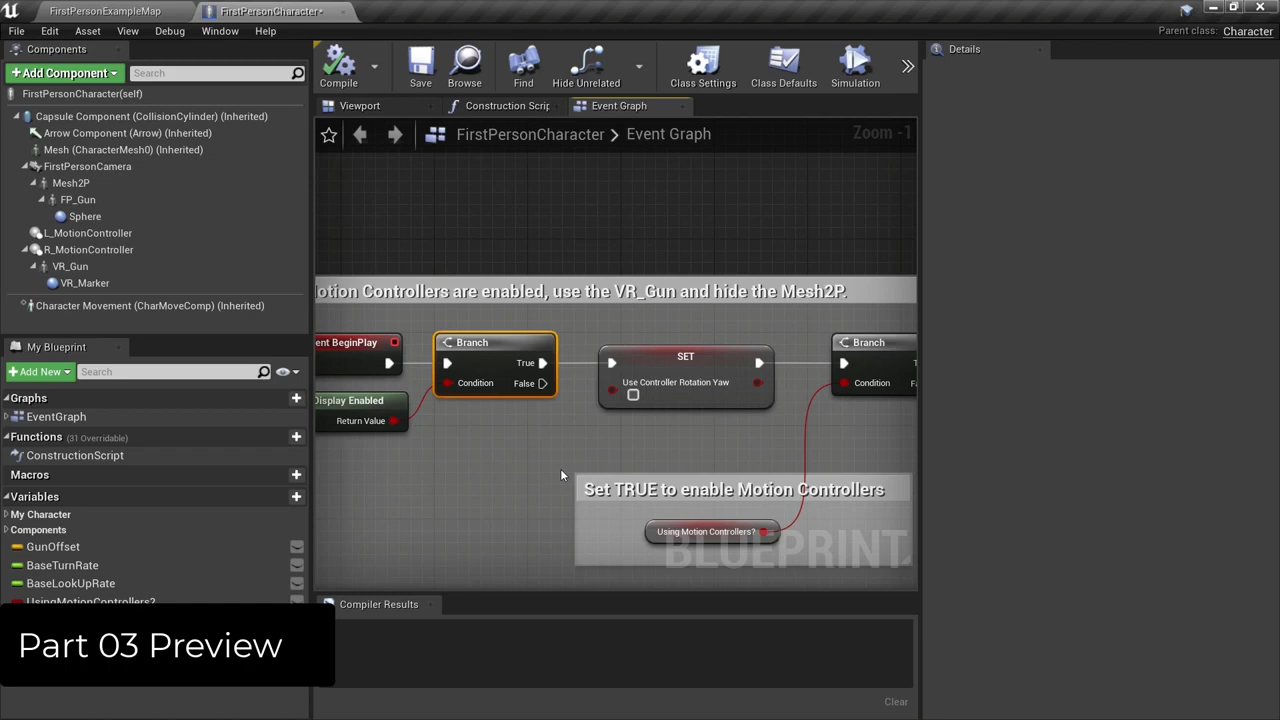 FirstPersonExampleMap
FirstPersonCharacter•
File Edit Asset View Debug Window Help
Parent class: Character
Components
+Add Component
Search
FirstPersonCharacter(self)
Capsule Component (CollisionCylinder) (Inherited)
Arrow Component (Arrow) (Inherited)
Mesh (CharacterMesh0) (Inherited)
FirstPersonCamera
Mesh2P
FP_Gun
Sphere
L_MotionController
R_MotionController
VR_Gun
VR_Marker
Character Movement (CharMoveComp) (Inherited)
My Blueprint
+Add New
Search
Graphs
EventGraph
Functions (31 Overridable)
ConstructionScript
Macros
Variables
My Character
Components
GunOffset
BaseTurnRate
BaseLookUpRate
UsingMotionControllers?
Part 03 Preview
Compile Save Browse Find Hide Unrelated Class Settings Class Defaults Simulation
Viewport
Construction Scrip
Event Graph
FirstPersonCharacter > Event Graph
Zoom -1
otion Controllers are enabled, use the VR_Gun and hide the Mesh2P.
ent BeginPlay
Display Enabled
Return Value
Branch
True
Condition False
SET
Use Controller Rotation Yaw
Branch
Condition
Set TRUE to enable Motion Controllers
Using Motion Controllers?
BLUEPRINT
Compiler Results
Clear
Details